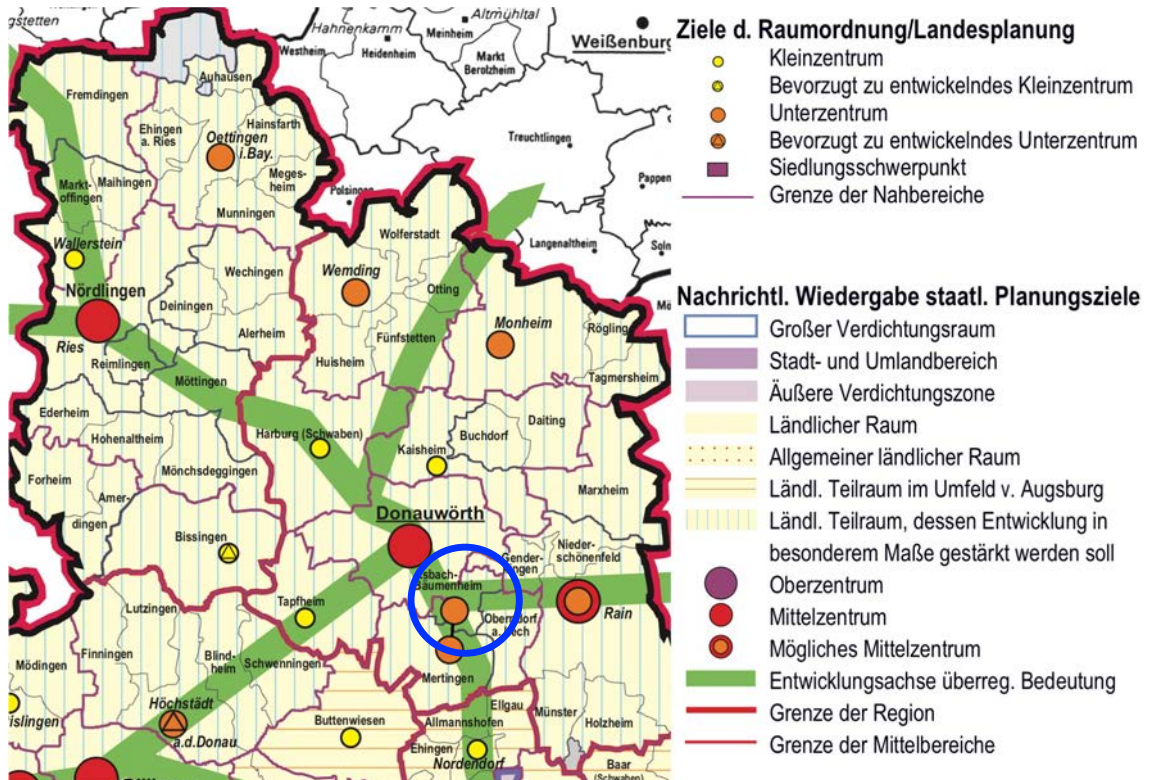 Altmühltal
Hahnenkamm
Meinheim
Westheim
Heidenheim
Markt
Berolzheim
Weißenburg
Auhausen
Fremdingen
Ehingen
a. Ries
Hainsfarth
Oettingen
i.Bay.
Treuchtlingen
Markt-
offingen
Maihingen
Meges-
heim
Polsingen
Munningen
Langenaltheim
Wallerstein
Wolferstadt
Wechingen
Wemding
Nördlingen
Otting
Deiningen
Monheim
Alerheim
Rögling
Ries
Fünfstetten
Reimlingen
Huisheim
Möttingen
Tagmersheim
Ederheim
Daiting
Hohenaltheim
Harburg (Schwaben)
Buchdorf
Kaisheim
Mönchsdeggingen
Forheim
Marxheim
Amer-
dingen
Donauwörth
Bissingen
Nieder-
schönenfeld
Gender-
Lutzingen
Tapfheim
Rain
Finningen
Blind-
heim
Schwenningen
Mödingen
Mertingen
Höchstädt
a.d.Donau
Ellgau
Buttenwiesen
Allmannshofen
Münster
Holzheim
Ehingen
Nordendorf
Baar
(Schwaben)
Ziele d. Raumordnung/Landesplanung
Kleinzentrum
Bevorzugt zu entwickelndes Kleinzentrum
Unterzentrum
Bevorzugt zu entwickelndes Unterzentrum
Siedlungsschwerpunkt
Grenze der Nahbereiche
Nachrichtl. Wiedergabe staatl. Planungsziele
Großer Verdichtungsraum
Stadt- und Umlandbereich
Äußere Verdichtungszone
Ländlicher Raum
Allgemeiner ländlicher Raum
Ländl. Teilraum im Umfeld v. Augsburg
Ländl. Teilraum, dessen Entwicklung in
besonderem Maße gestärkt werden soll
Oberzentrum
Mittelzentrum
Mögliches Mittelzentrum
Entwicklungsachse überreg. Bedeutung
Grenze der Region
Grenze der Mittelbereiche